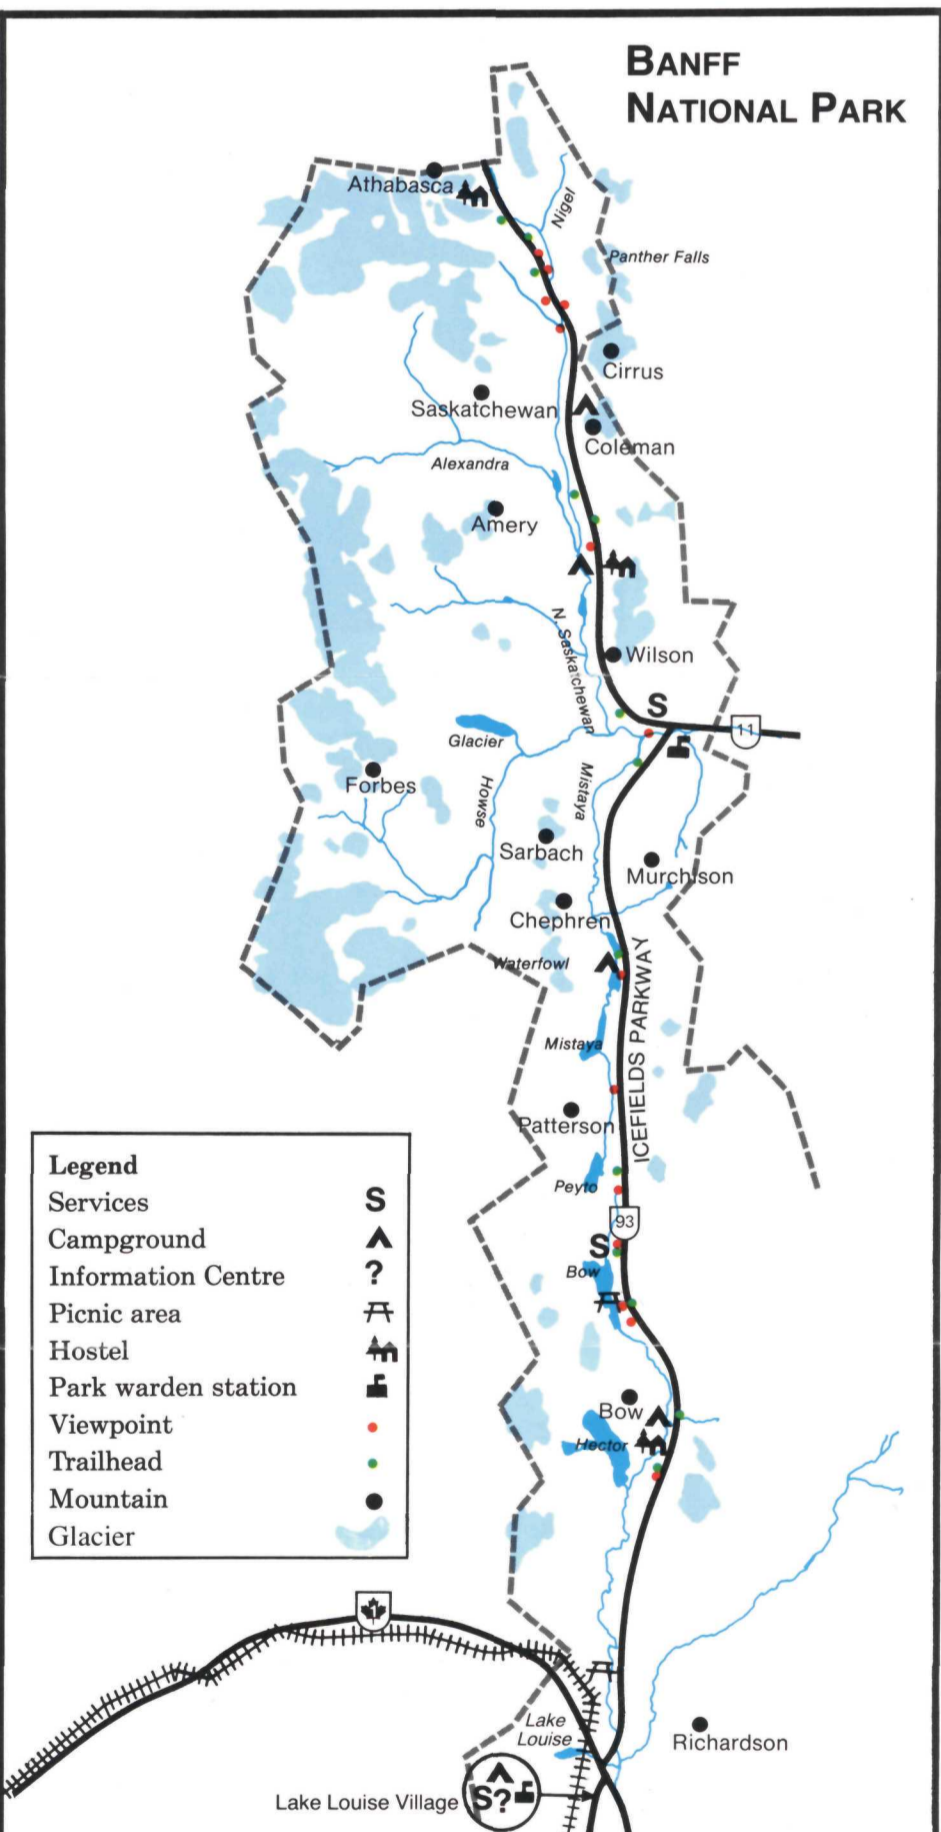 BANFF
NATIONAL PARK
Athabasca
Nigel
Panther Falls
Cirrus
Saskatchewan
Coleman
Alexandra
Amery
N. Saskatchewan
Wilson
S
11
Glacier
Forbes
Howse
Mistaya
Sarbach
Murchison
Chephren
Waterfowl
ICEFIELDS PARKWAY
Mistaya
Patterson
Peyto
93
S
Bow
Bow
Hector
Legend
Services S
Campground
Information Centre ?
Picnic area
Hostel
Park warden station
Viewpoint
Trailhead
Mountain
Glacier
1
Lake
Louise
Richardson
Lake Louise Village
S?